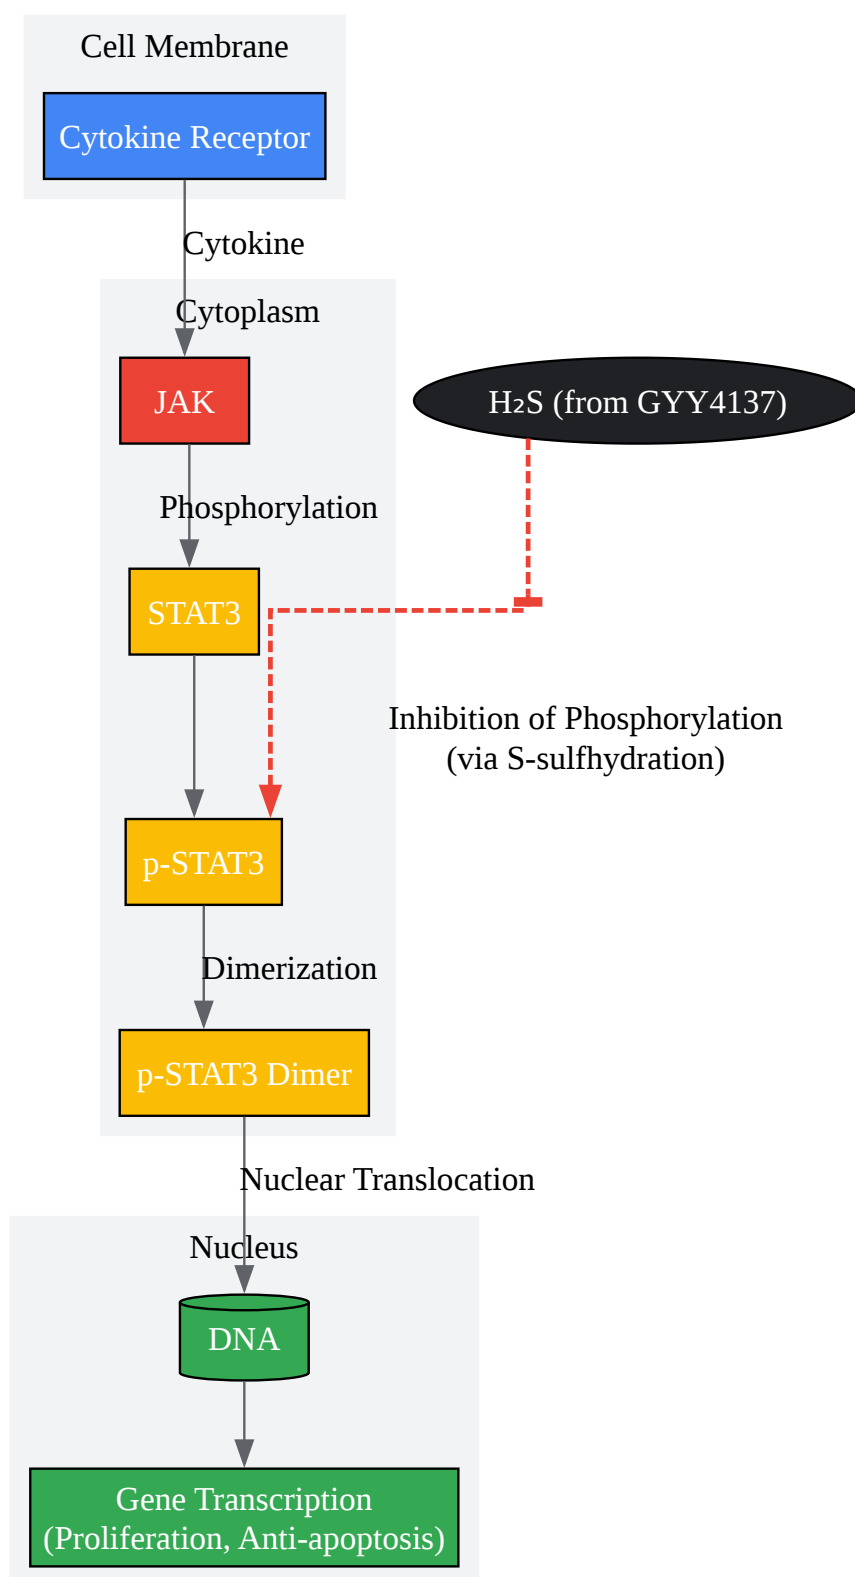 Cell Membrane
Cytokine Receptor
Cytokine
Cytoplasm
JAK
H₂S (from GYY4137)
Phosphorylation
STAT3
Inhibition of Phosphorylation
(via S-sulfhydration)
p-STAT3
Dimerization
p-STAT3 Dimer
Nuclear Translocation
Nucleus
DNA
Gene Transcription
(Proliferation, Anti-apoptosis)